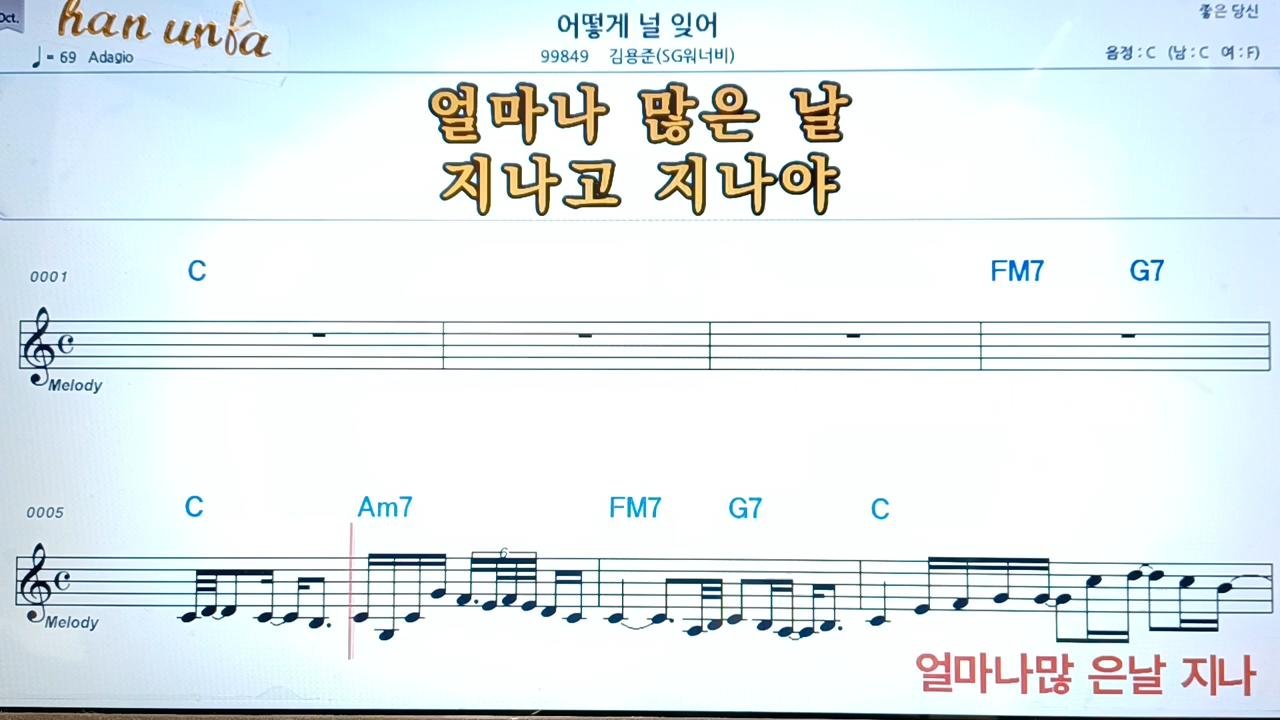 Oct.
han unfa
어떻게 널 잊어
좋은 당신
♩= 69 Adagio
99849 김용준(SG워너비)
음정 : C (남 : C 여 : F)
얼마나 많은 날
지나고 지나야
0001
C FM7 G7
Melody
0005
C Am7 FM7 G7 C
6
Melody
얼마나많 은날 지나